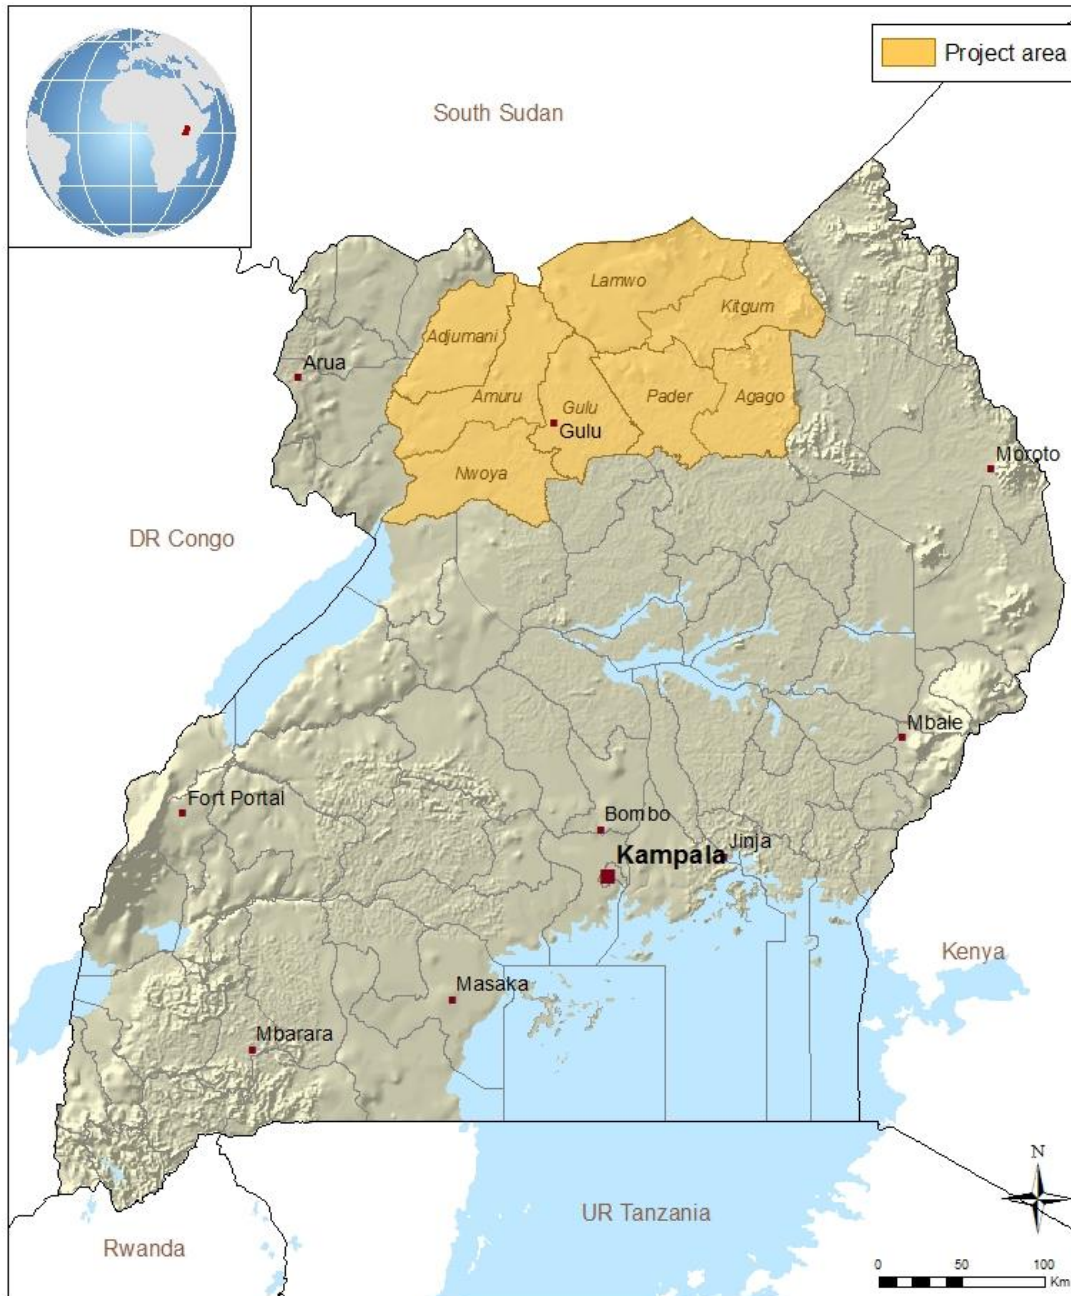 Project area
South Sudan
Lamwo
Kitgum
Adjumani
Arua
Amuru
Gulu
Pader
Agago
Gulu
Nwoya
Moroto
DR Congo
Mbale
Fort Portal
Bombo
Jinja
Kampala
Kenya
Masaka
Mbarara
N
UR Tanzania
Rwanda
0 50 100
Km